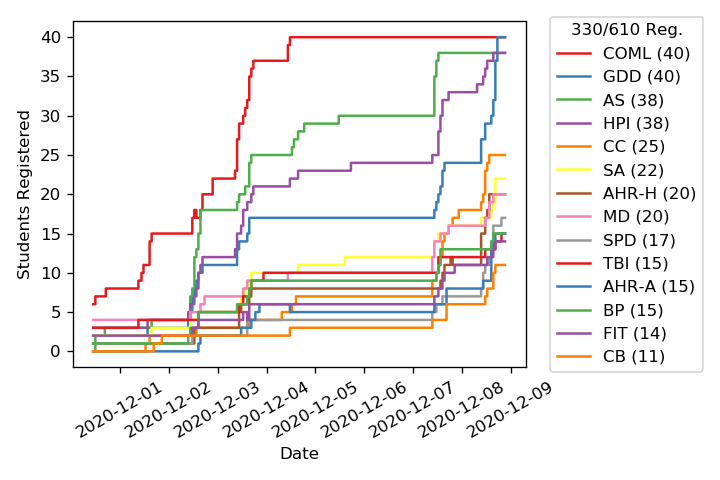 40
35
30
25
20
15
10
5
0
Students Registered
2020-12-01
2020-12-02
2020-12-03
2020-12-04
2020-12-05
2020-12-06
2020-12-07
2020-12-08
2020-12-09
Date
330/610 Reg.
COML (40)
GDD (40)
AS (38)
HPI (38)
CC (25)
SA (22)
AHR-H (20)
MD (20)
SPD (17)
TBI (15)
AHR-A (15)
BP (15)
FIT (14)
CB (11)